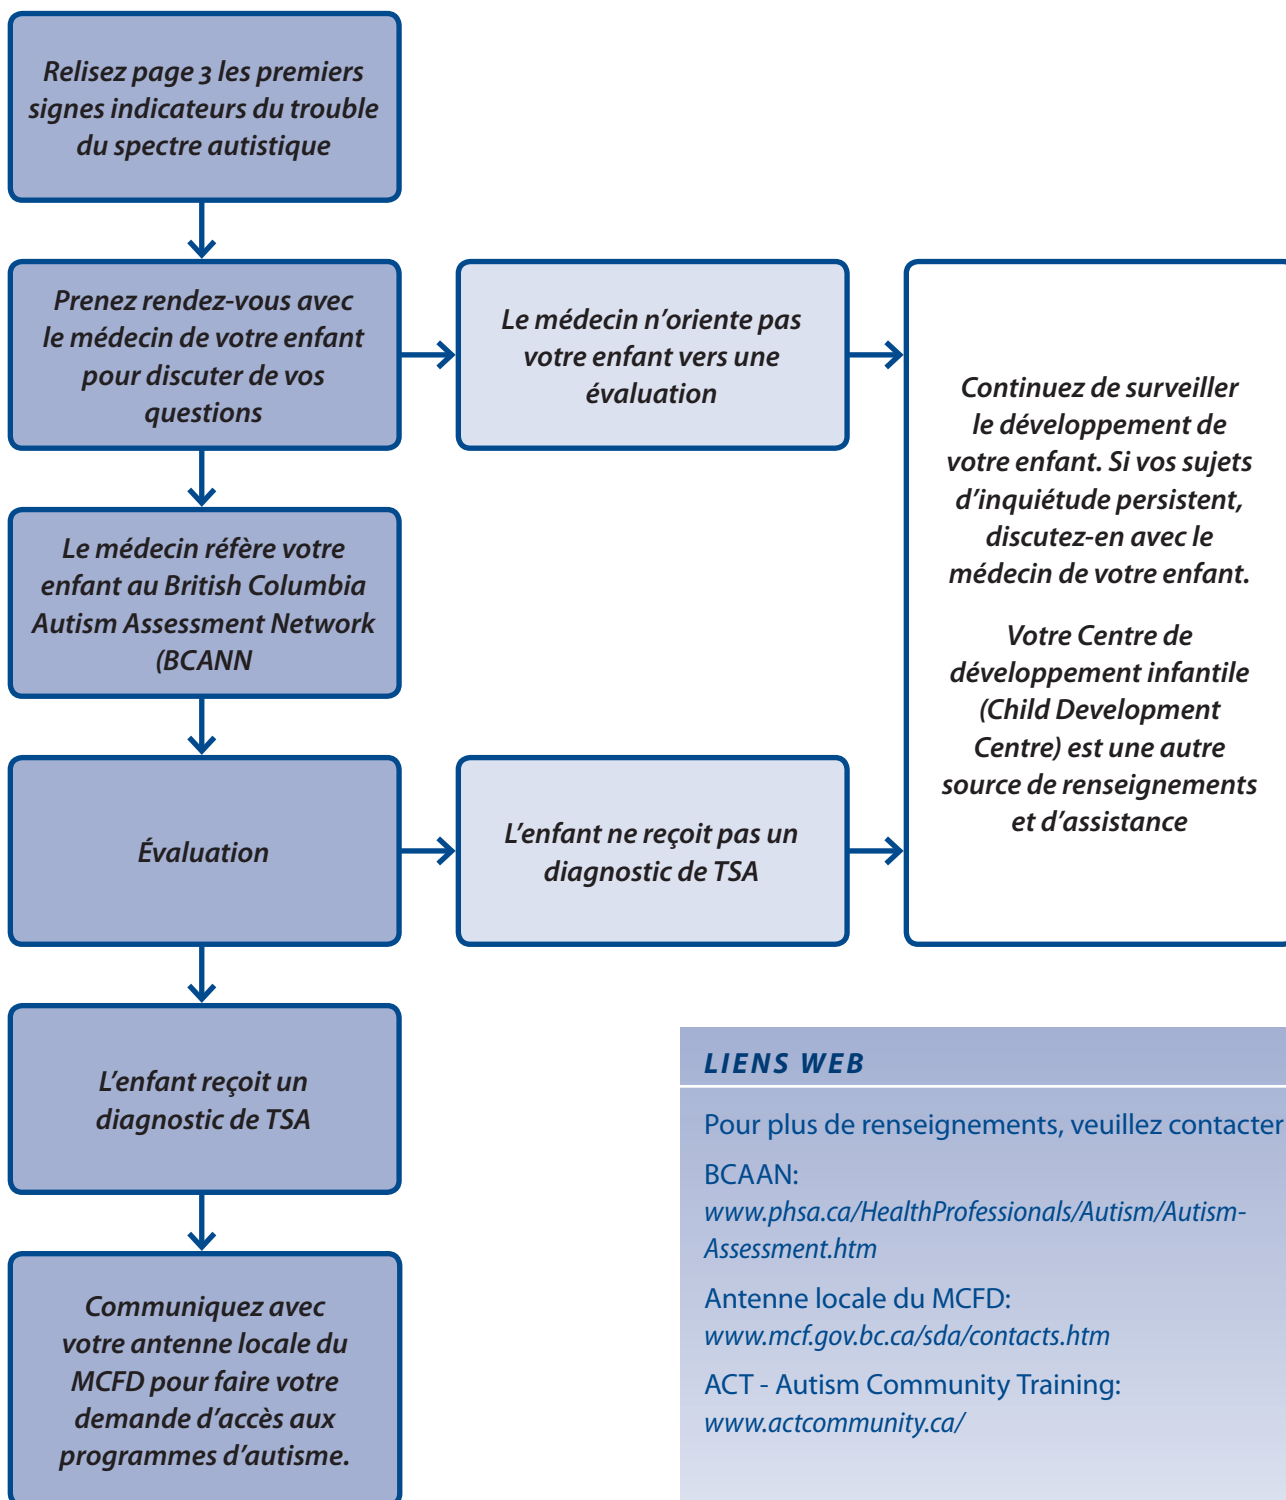 Relisez page 3 les premiers
signes indicateurs du trouble
du spectre autistique
Prenez rendez-vous avec
le médecin de votre enfant
pour discuter de vos
questions
Le médecin n’oriente pas
votre enfant vers une
évaluation
Continuez de surveiller
le développement de
votre enfant. Si vos sujets
d’inquiétude persistent,
discutez-en avec le
médecin de votre enfant.
Votre Centre de
développement infantile
(Child Development
Centre) est une autre
source de renseignements
et d’assistance
Le médecin réfère votre
enfant au British Columbia
Autism Assessment Network
(BCANN
Évaluation
L’enfant ne reçoit pas un
diagnostic de TSA
L’enfant reçoit un
diagnostic de TSA
Communiquez avec
votre antenne locale du
MCFD pour faire votre
demande d’accès aux
programmes d’autisme.
LIENS WEB
Pour plus de renseignements, veuillez contacter
BCAAN:
www.phsa.ca/HealthProfessionals/Autism/Autism-
Assessment.htm
Antenne locale du MCFD:
www.mcf.gov.bc.ca/sda/contacts.htm
ACT - Autism Community Training:
www.actcommunity.ca/